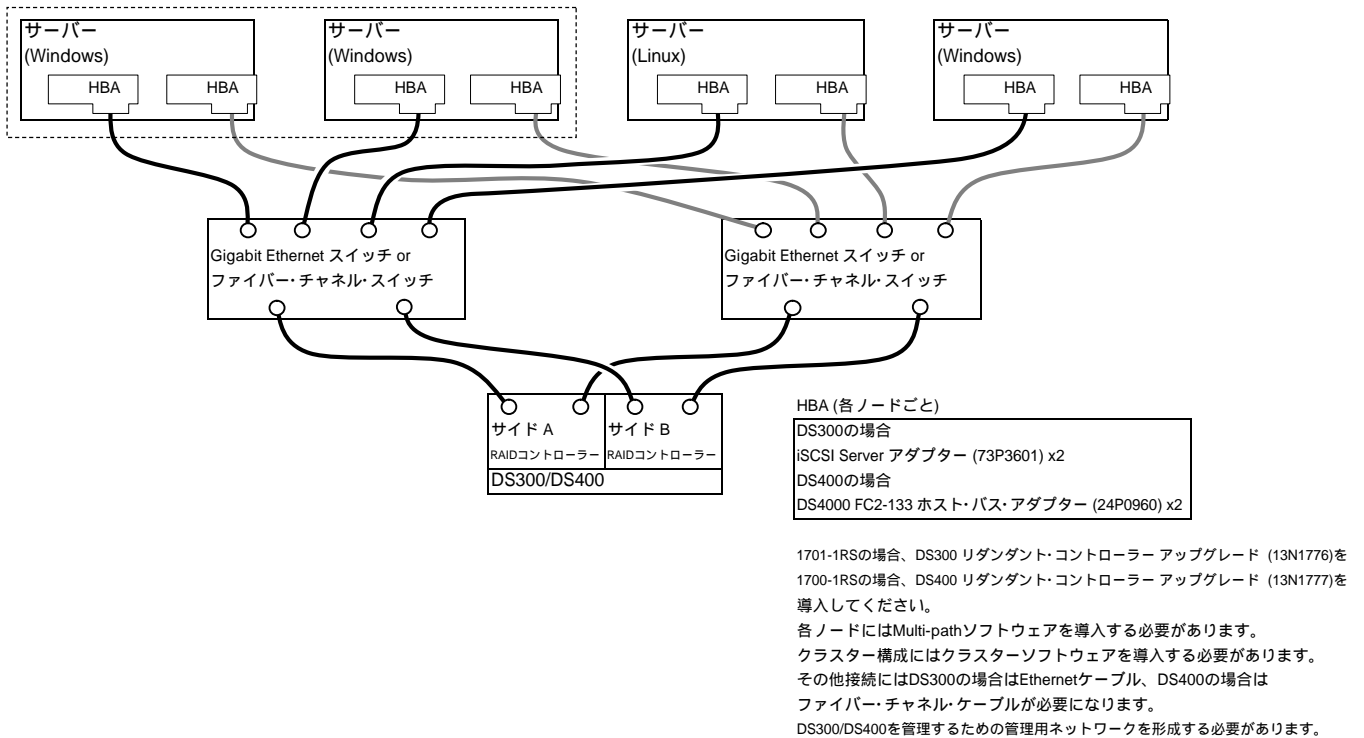 サーバー
(Windows)
HBA
HBA
サーバー
(Windows)
HBA
HBA
サーバー
(Linux)
HBA
HBA
サーバー
(Windows)
HBA
HBA
Gigabit Ethernet スイッチ or
ファイバー・チャネル・スイッチ
Gigabit Ethernet スイッチ or
ファイバー・チャネル・スイッチ
サイド A
RAIDコントローラー
サイド B
RAIDコントローラー
DS300/DS400
HBA (各ノードごと)
DS300の場合
iSCSI Server アダプター (73P3601) x2
DS400の場合
DS4000 FC2-133 ホスト・バス・アダプター (24P0960) x2
1701-1RSの場合、DS300 リダンダント・コントローラー アップグレード (13N1776)を
1700-1RSの場合、DS400 リダンダント・コントローラー アップグレード (13N1777)を
導入してください。
各ノードにはMulti-pathソフトウェアを導入する必要があります。
クラスター構成にはクラスターソフトウェアを導入する必要があります。
その他接続にはDS300の場合はEthernetケーブル、DS400の場合は
ファイバー・チャネル・ケーブルが必要になります。
DS300/DS400を管理するための管理用ネットワークを形成する必要があります。